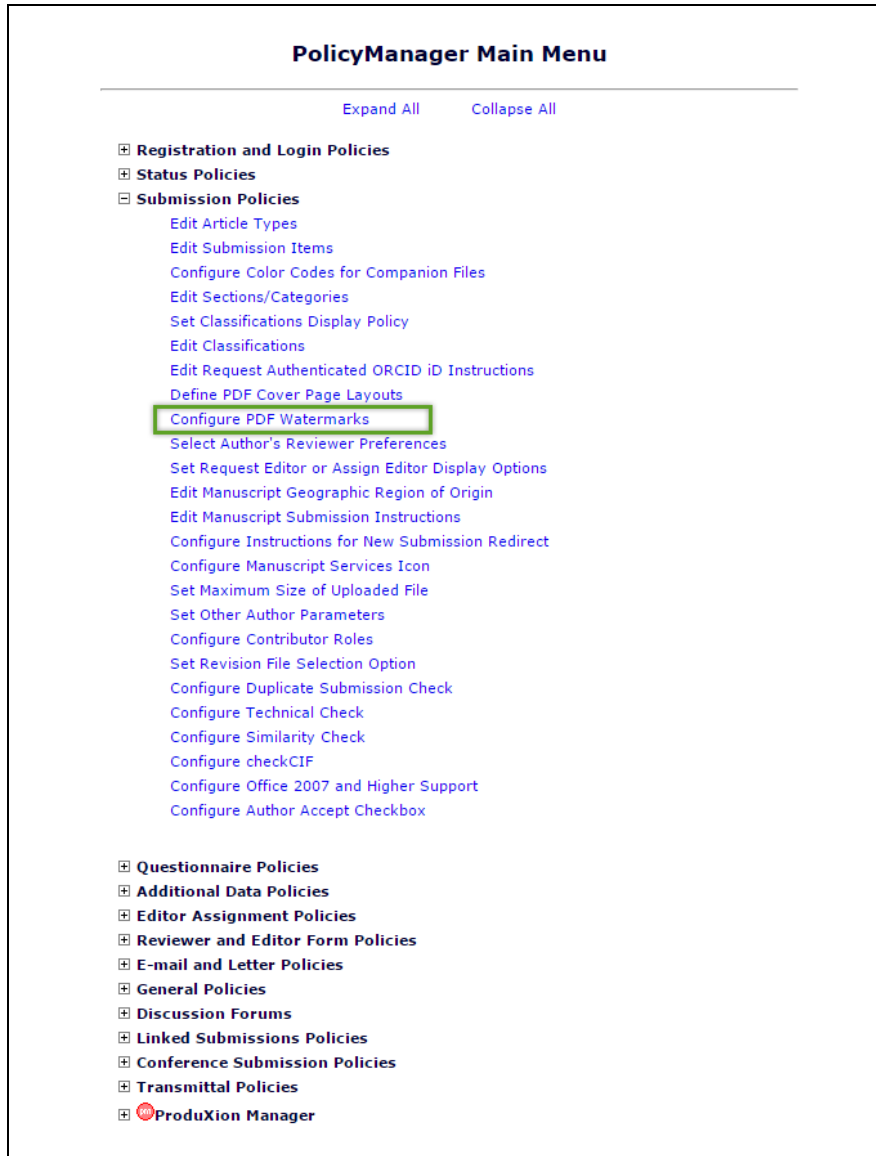 PolicyManager Main Menu
Expand All Collapse All
Registration and Login Policies
Status Policies
Submission Policies
Edit Article Types
Edit Submission Items
Configure Color Codes for Companion Files
Edit Sections/Categories
Set Classifications Display Policy
Edit Classifications
Edit Request Authenticated ORCID iD Instructions
Define PDF Cover Page Layouts
Configure PDF Watermarks
Select Author's Reviewer Preferences
Set Request Editor or Assign Editor Display Options
Edit Manuscript Geographic Region of Origin
Edit Manuscript Submission Instructions
Configure Instructions for New Submission Redirect
Configure Manuscript Services Icon
Set Maximum Size of Uploaded File
Set Other Author Parameters
Configure Contributor Roles
Set Revision File Selection Option
Configure Duplicate Submission Check
Configure Technical Check
Configure Similarity Check
Configure checkCIF
Configure Office 2007 and Higher Support
Configure Author Accept Checkbox
Questionnaire Policies
Additional Data Policies
Editor Assignment Policies
Reviewer and Editor Form Policies
E-mail and Letter Policies
General Policies
Discussion Forums
Linked Submissions Policies
Conference Submission Policies
Transmittal Policies
pm ProduXion Manager